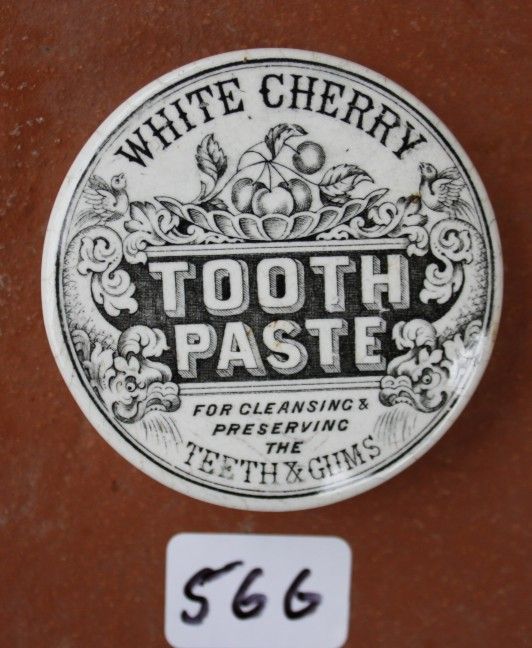 WHITE CHERRY
TOOTH
PASTE
FOR CLEANSING &
PRESERVING
THE
TEETH & GUMS
566